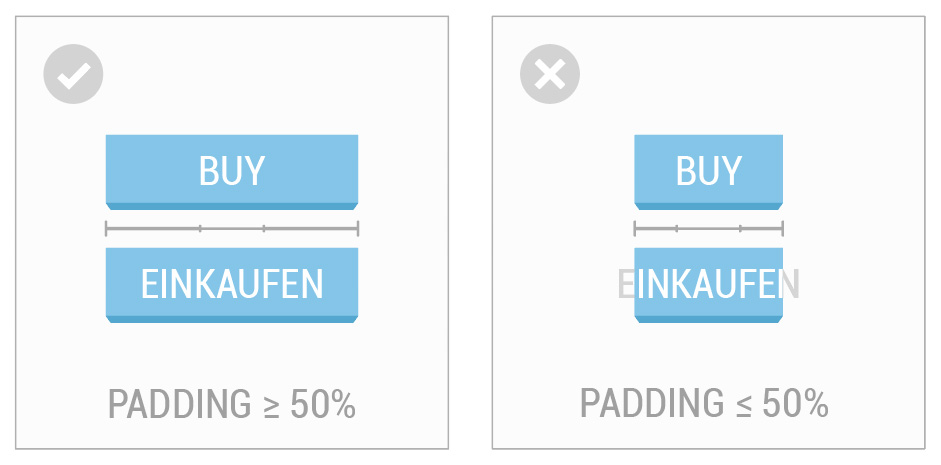 BUY
EINKAUFEN
PADDING ≥ 50%
BUY
EINKAUFEN
PADDING ≤ 50%